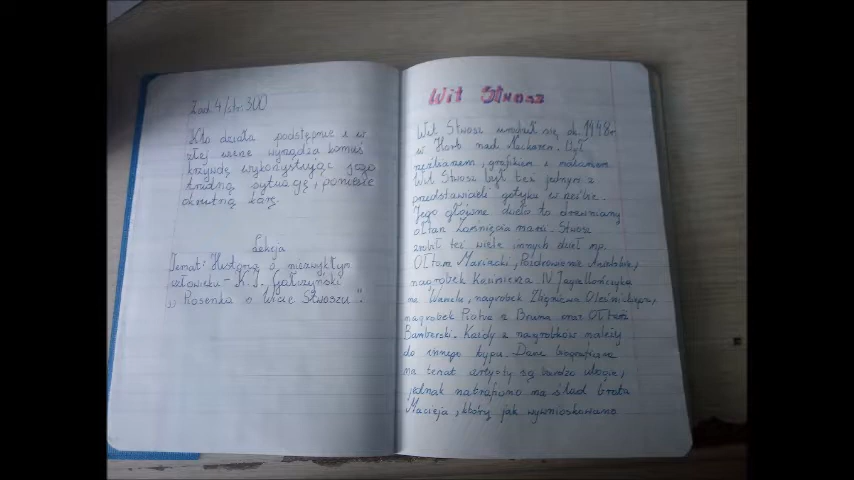 Zad. 4/str. 300
Kto działa podstępnie i w
złej wierze wyrządza komuś
krzywdę wykorzystując jego
trudną sytuację, poniesie
okrutną karę.
Lekcja
Temat: Historia o niezwykłym
człowieku - K. I. Gałczyński
"Piosenka o Wicie Stwoszu".
Wit Stwosz
Wit Stwosz urodził się ok. 1948r
w Horb nad Neckarem. Był
rzeźbiarzem, grafikiem i malarzem.
Wit Stwosz był też jednym z
przedstawicieli gotyku w rzeźbie.
Jego główne dzieło to drewniany
ołtarz Zaśnięcia marii. Stwosz
zrobił też wiele innych dzieł np.
Ołtarz Mariacki, Pozdrowienie Anielskie,
nagrobek Kazimierza IV Jagiellończyka
na Wawelu, nagrobek Zbigniewa Oleśnickiego,
nagrobek Piotra z Bnina oraz Ołtarz
Bamberski. Każdy z nagrobków należy
do innego typu. Dane biograficzne
na temat artysty są bardzo ubogie,
jednak natrafiono na ślad brata
Macieja, który jak wywnioskowano